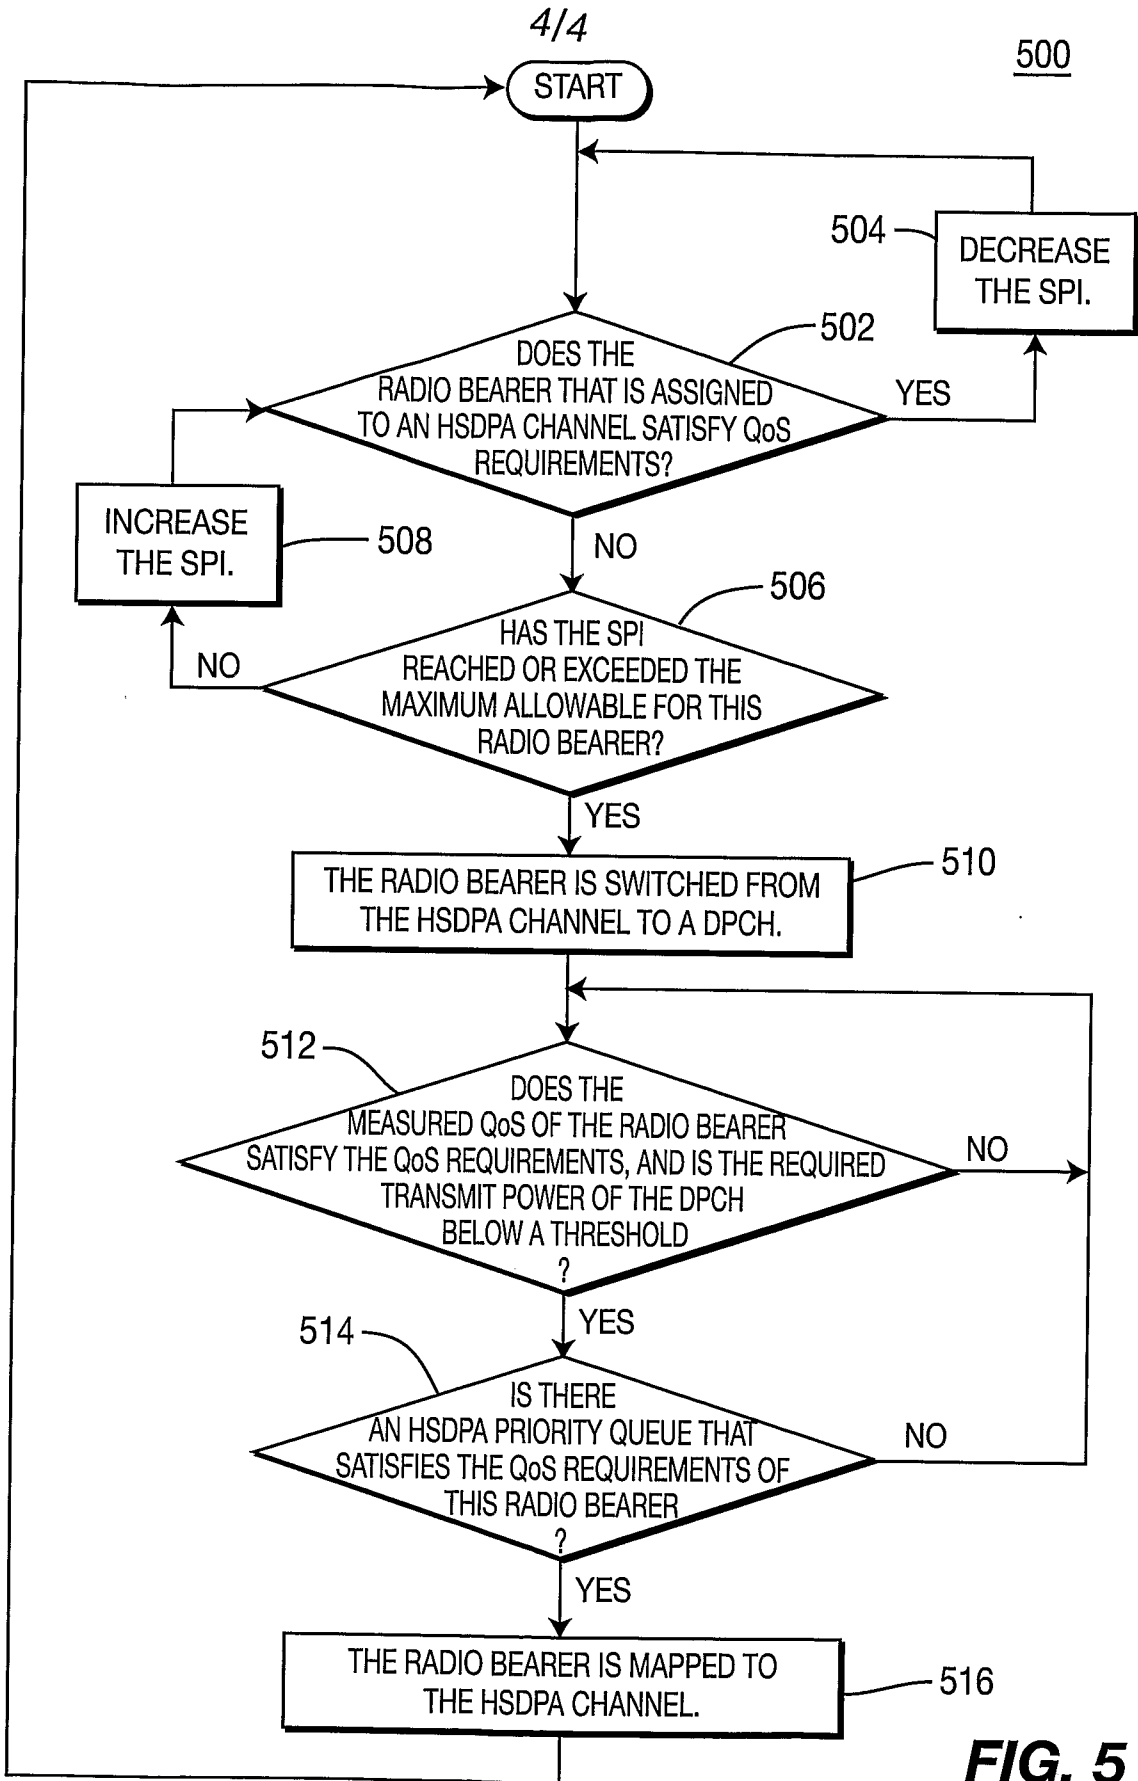 4/4
500
START
504
DECREASE
THE SPI.
502
DOES THE
RADIO BEARER THAT IS ASSIGNED
TO AN HSDPA CHANNEL SATISFY QoS
REQUIREMENTS?
YES
INCREASE
THE SPI.
508
NO
506
HAS THE SPI
REACHED OR EXCEEDED THE
MAXIMUM ALLOWABLE FOR THIS
RADIO BEARER?
NO
YES
THE RADIO BEARER IS SWITCHED FROM
THE HSDPA CHANNEL TO A DPCH.
510
512
DOES THE
MEASURED QoS OF THE RADIO BEARER
SATISFY THE QoS REQUIREMENTS, AND IS THE REQUIRED
TRANSMIT POWER OF THE DPCH
BELOW A THRESHOLD
?
NO
YES
514
IS THERE
AN HSDPA PRIORITY QUEUE THAT
SATISFIES THE QoS REQUIREMENTS OF
THIS RADIO BEARER
?
NO
YES
THE RADIO BEARER IS MAPPED TO
THE HSDPA CHANNEL.
516
FIG. 5